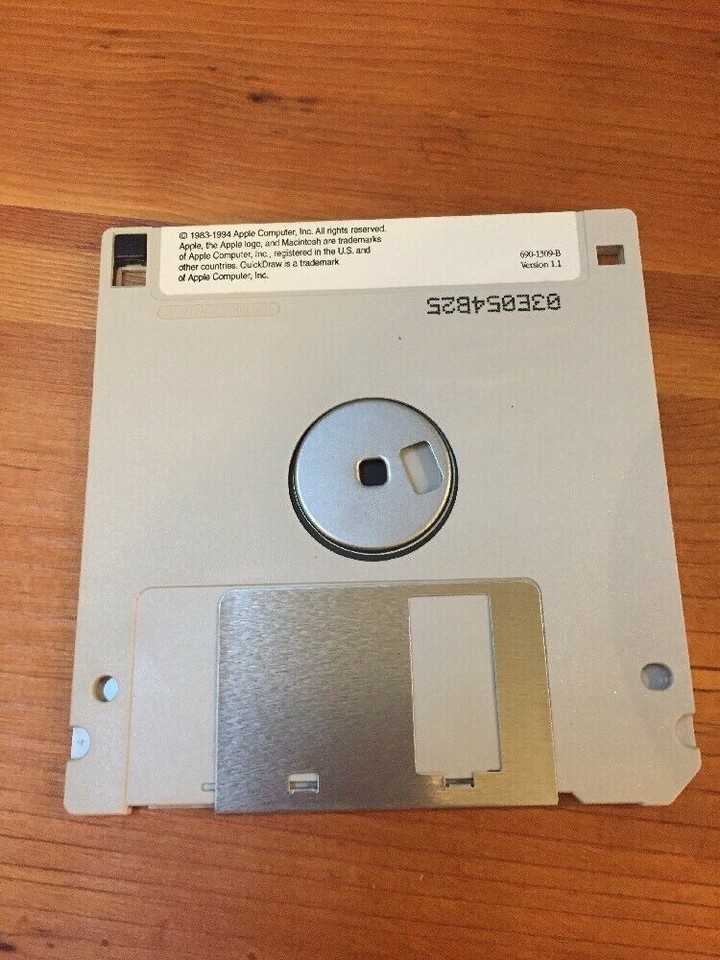 © 1983-1994 Apple Computer, Inc. All rights reserved.
Apple, the Apple logo, and Macintosh are trademarks
of Apple Computer, Inc., registered in the U.S. and
other countries. QuickDraw is a trademark
of Apple Computer, Inc.
690-1309-B
Version 1.1
03E054B25